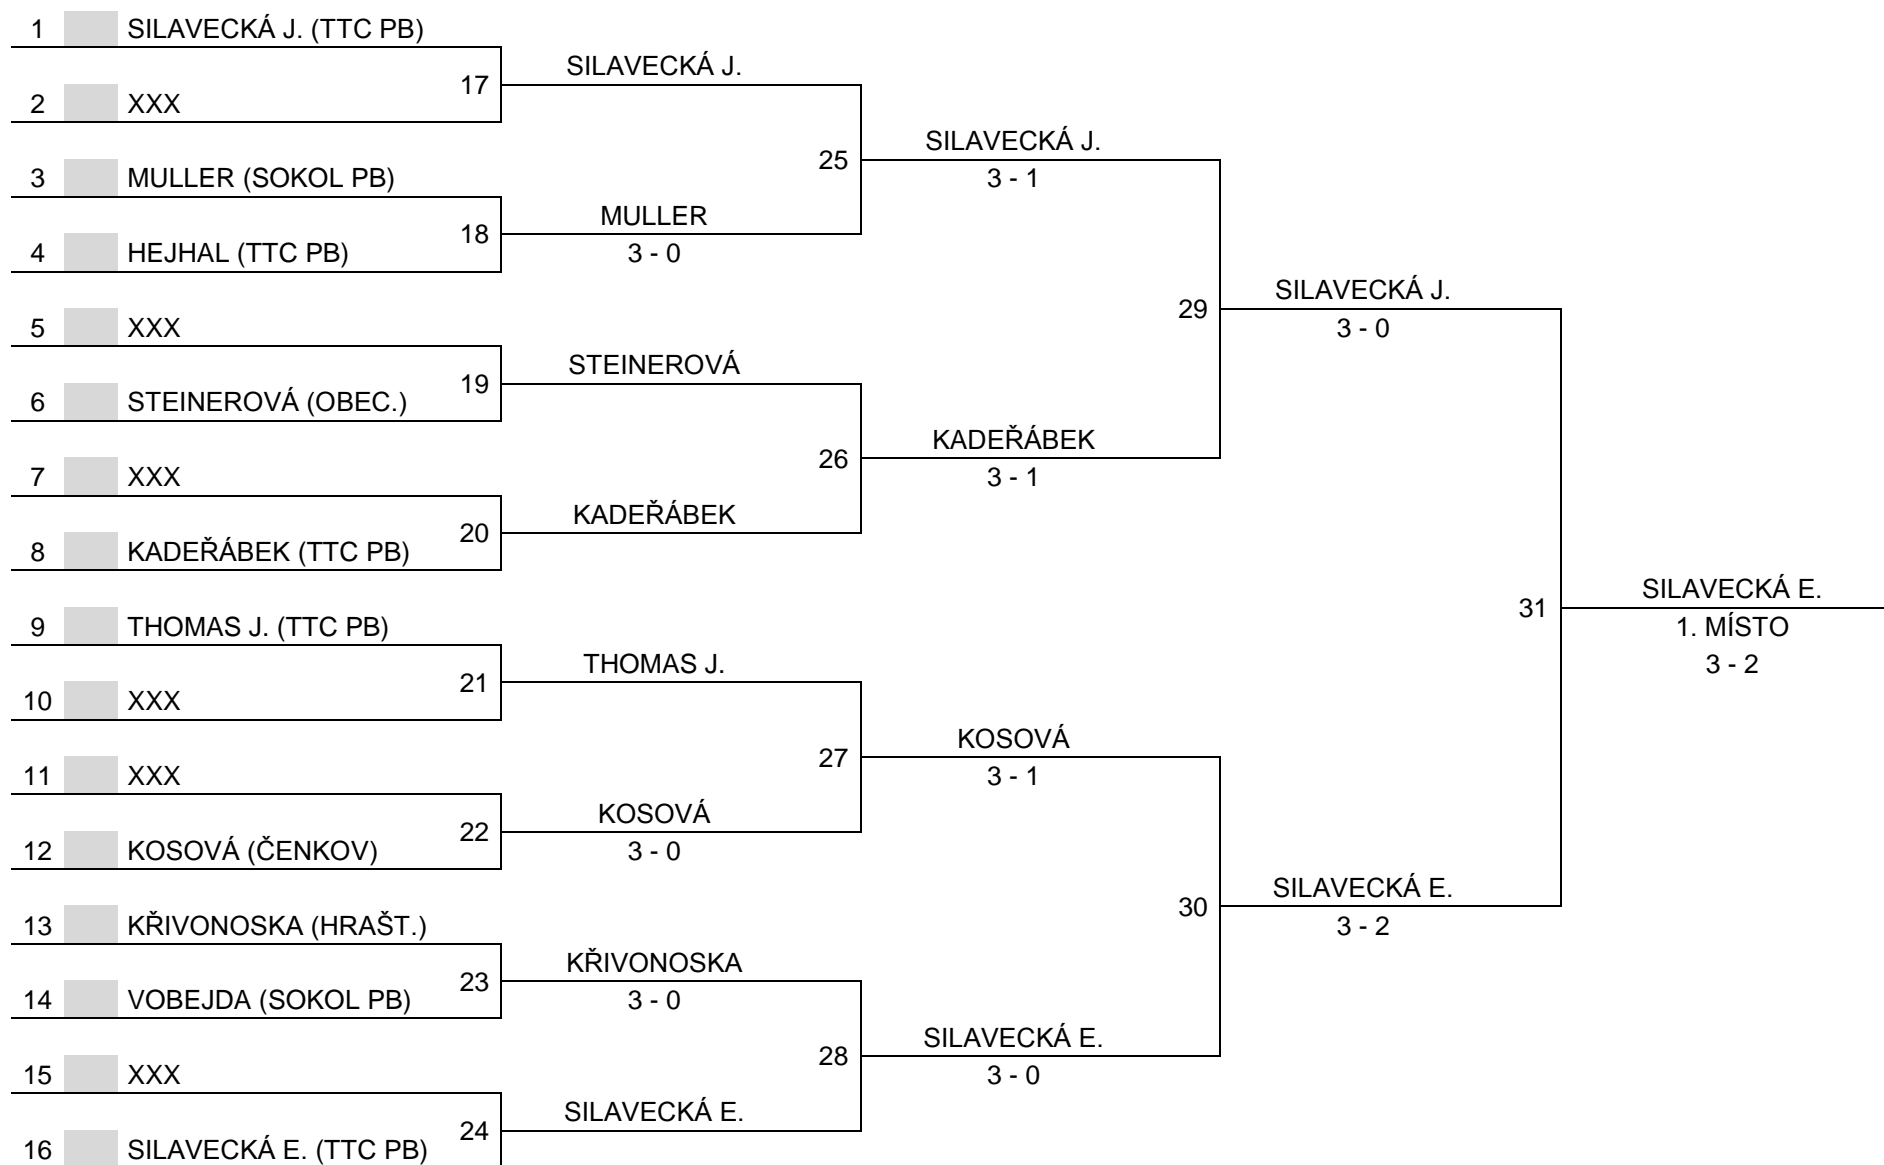 1 SILAVECKÁ J. (TTC PB)
SILAVECKÁ J.
17
2 XXX
SILAVECKÁ J.
25
3 - 1
3 MULLER (SOKOL PB)
MULLER
18
3 - 0
4 HEJHAL (TTC PB)
SILAVECKÁ J.
29
3 - 0
5 XXX
STEINEROVÁ
19
6 STEINEROVÁ (OBEC.)
KADEŘÁBEK
26
3 - 1
7 XXX
KADEŘÁBEK
20
8 KADEŘÁBEK (TTC PB)
SILAVECKÁ E.
31
1. MÍSTO
3 - 2
9 THOMAS J. (TTC PB)
THOMAS J.
21
10 XXX
KOSOVÁ
27
3 - 1
11 XXX
KOSOVÁ
22
3 - 0
12 KOSOVÁ (ČENKOV)
SILAVECKÁ E.
30
3 - 2
13 KŘIVONOSKA (HRAŠT.)
KŘIVONOSKA
23
3 - 0
14 VOBEJDA (SOKOL PB)
SILAVECKÁ E.
28
3 - 0
15 XXX
SILAVECKÁ E.
24
16 SILAVECKÁ E. (TTC PB)